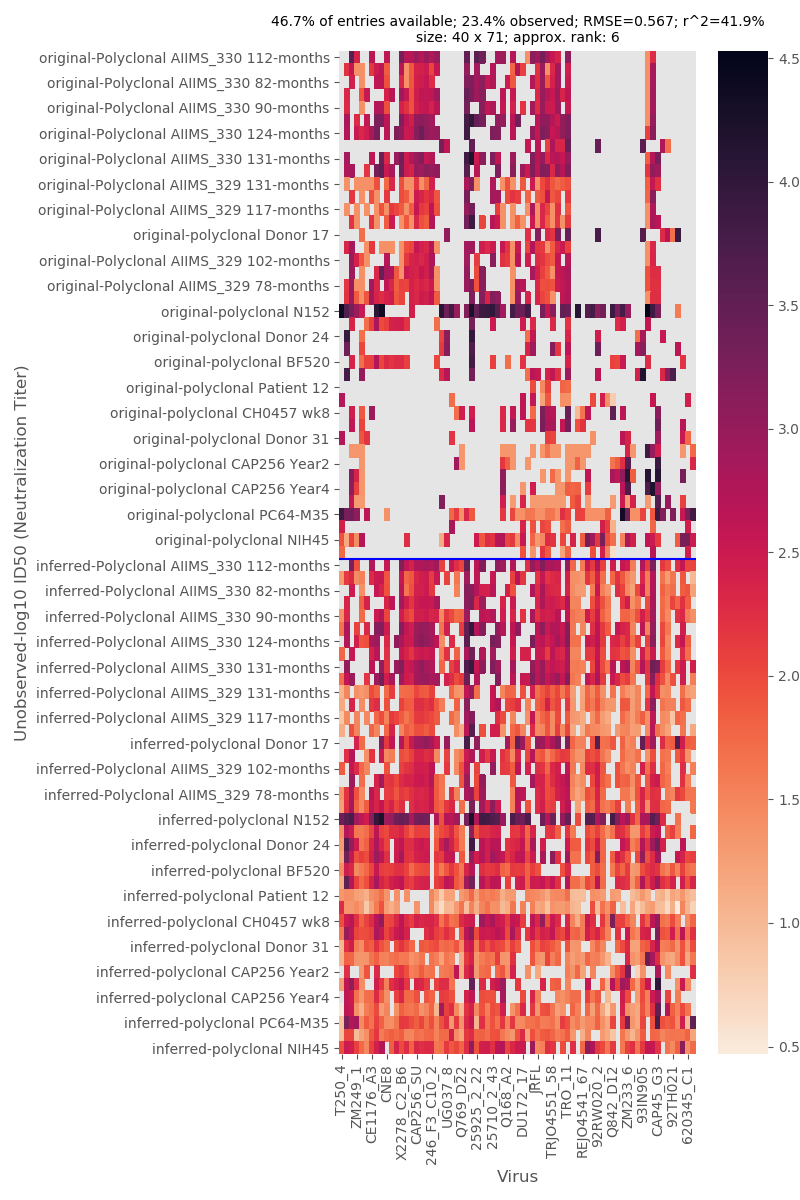 46.7% of entries available; 23.4% observed; RMSE=0.567; r^2=41.9%
size: 40 x 71; approx. rank: 6
Unobserved-log10 ID50 (Neutralization Titer)
original-Polyclonal AIIMS_330 112-months
original-Polyclonal AIIMS_330 82-months
original-Polyclonal AIIMS_330 90-months
original-Polyclonal AIIMS_330 124-months
original-Polyclonal AIIMS_330 131-months
original-Polyclonal AIIMS_329 131-months
original-Polyclonal AIIMS_329 117-months
original-polyclonal Donor 17
original-Polyclonal AIIMS_329 102-months
original-Polyclonal AIIMS_329 78-months
original-polyclonal N152
original-polyclonal Donor 24
original-polyclonal BF520
original-polyclonal Patient 12
original-polyclonal CH0457 wk8
original-polyclonal Donor 31
original-polyclonal CAP256 Year2
original-polyclonal CAP256 Year4
original-polyclonal PC64-M35
original-polyclonal NIH45
inferred-Polyclonal AIIMS_330 112-months
inferred-Polyclonal AIIMS_330 82-months
inferred-Polyclonal AIIMS_330 90-months
inferred-Polyclonal AIIMS_330 124-months
inferred-Polyclonal AIIMS_330 131-months
inferred-Polyclonal AIIMS_329 131-months
inferred-Polyclonal AIIMS_329 117-months
inferred-polyclonal Donor 17
inferred-Polyclonal AIIMS_329 102-months
inferred-Polyclonal AIIMS_329 78-months
inferred-polyclonal N152
inferred-polyclonal Donor 24
inferred-polyclonal BF520
inferred-polyclonal Patient 12
inferred-polyclonal CH0457 wk8
inferred-polyclonal Donor 31
inferred-polyclonal CAP256 Year2
inferred-polyclonal CAP256 Year4
inferred-polyclonal PC64-M35
inferred-polyclonal NIH45
T250_4
ZM249_1
CE1176_A3
CNE8
X2278_C2_B6
CAP256_SU
246_F3_C10_2
UG037_8
Q769_D22
25925_2_22
25710_2_43
Q168_A2
DU172_17
JRFL
TRJO4551_58
TRO_11
REJO4541_67
92RW020_2
Q842_D12
ZM233_6
93IN905
CAP45_G3
92TH021
620345_C1
Virus
4.5
4.0
3.5
3.0
2.5
2.0
1.5
1.0
0.5